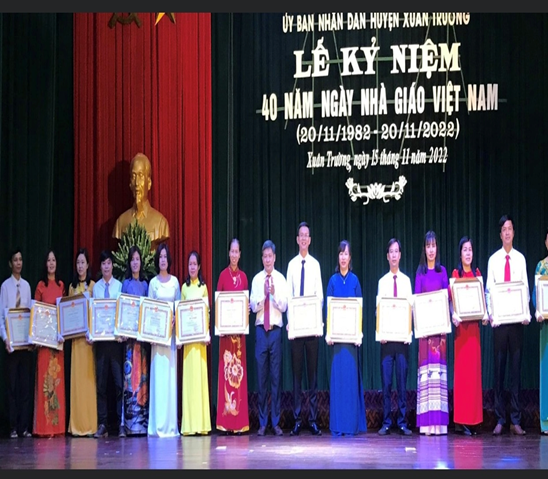 ỦY BAN NHÂN DÂN HUYỆN XUÂN TRƯỜNG
LỄ KỶ NIỆM
40 NĂM NGÀY NHÀ GIÁO VIỆT NAM
(20/11/1982 - 20/11/2022)
Xuân Trường, ngày 15 tháng 11 năm 2022